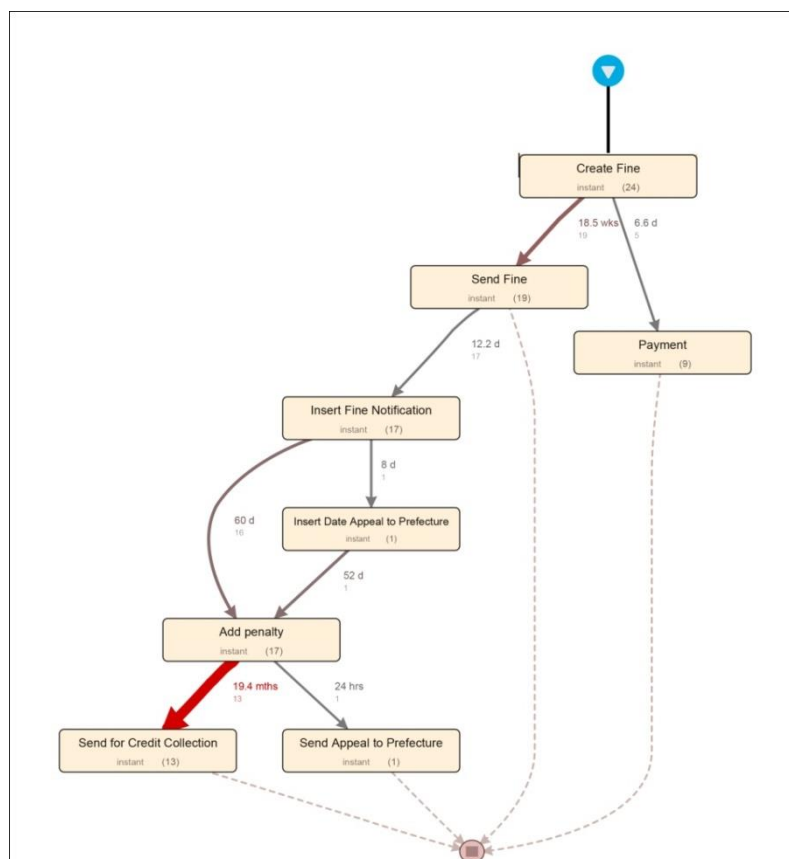 Create Fine
instant (24)
18.5 wks
19
6.6 d
5
Send Fine
instant (19)
Payment
instant (9)
12.2 d
17
Insert Fine Notification
instant (17)
8 d
1
60 d
16
Insert Date Appeal to Prefecture
instant (1)
52 d
1
Add penalty
instant (17)
19.4 mths
13
24 hrs
1
Send for Credit Collection
instant (13)
Send Appeal to Prefecture
instant (1)